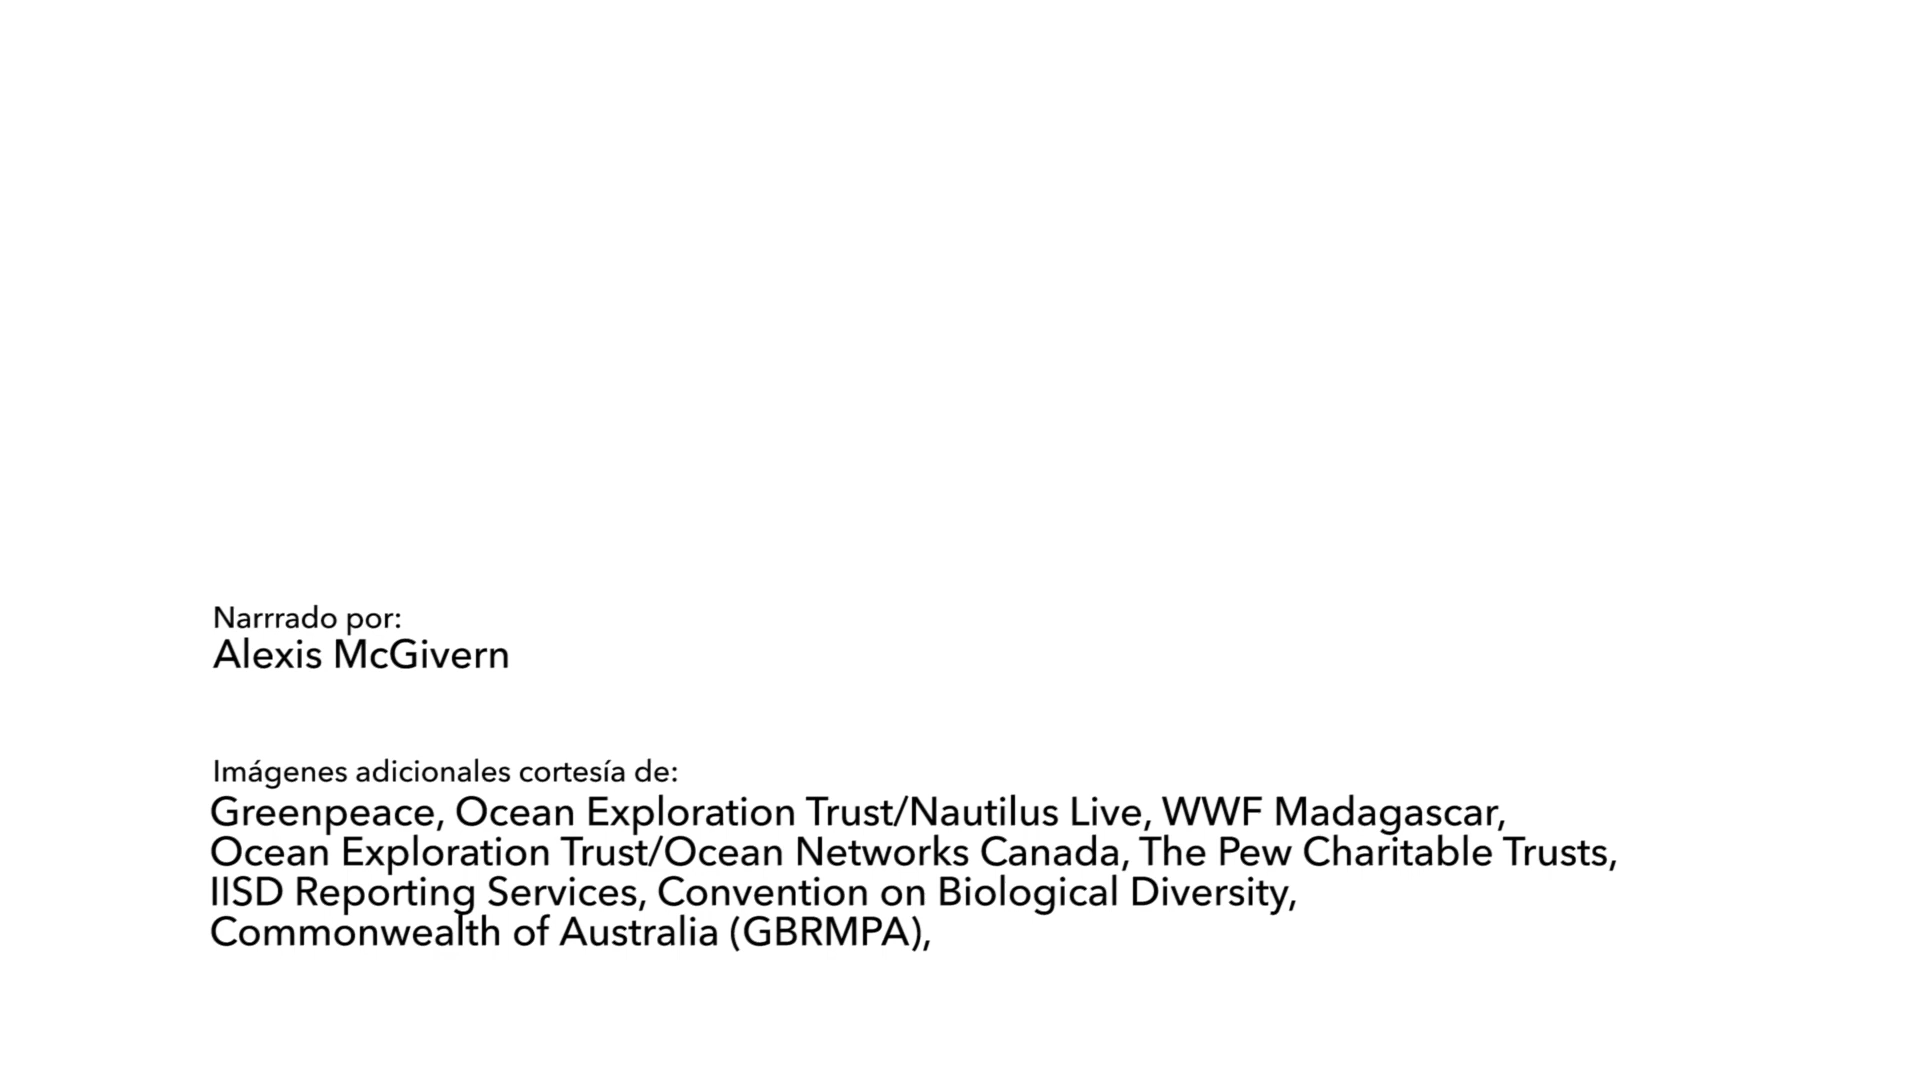 Narrrado por:
Alexis McGivern
Imágenes adicionales cortesía de:
Greenpeace, Ocean Exploration Trust/Nautilus Live, WWF Madagascar,
Ocean Exploration Trust/Ocean Networks Canada, The Pew Charitable Trusts,
IISD Reporting Services, Convention on Biological Diversity,
Commonwealth of Australia (GBRMPA),